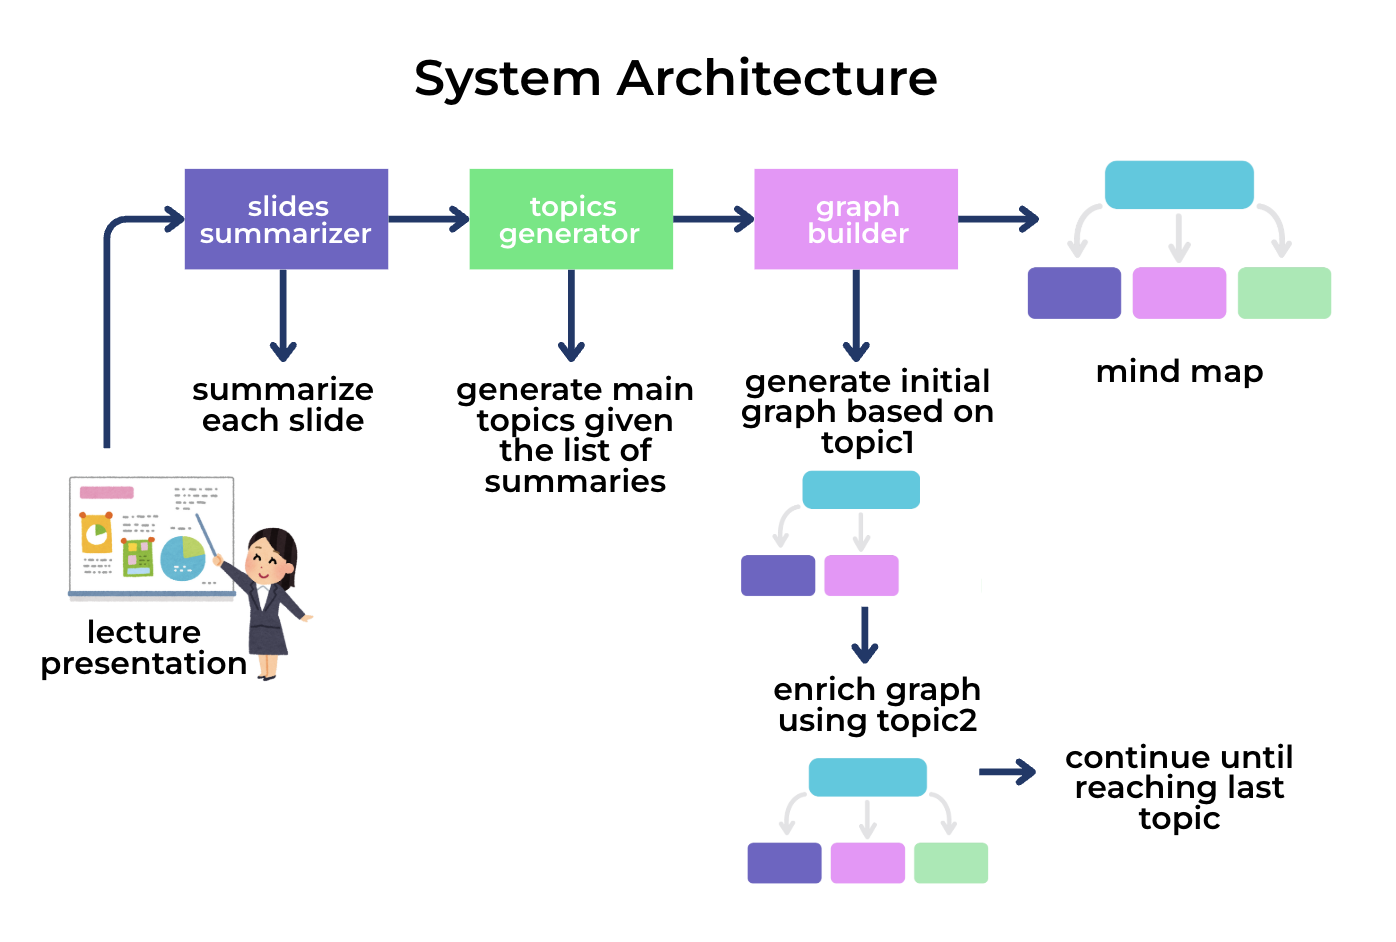 System Architecture
slides
summarizer
topics
generator
graph
builder
summarize
each slide
generate main
topics given
the list of
summaries
generate initial
graph based on
topic1
mind map
lecture
presentation
enrich graph
using topic2
continue until
reaching last
topic